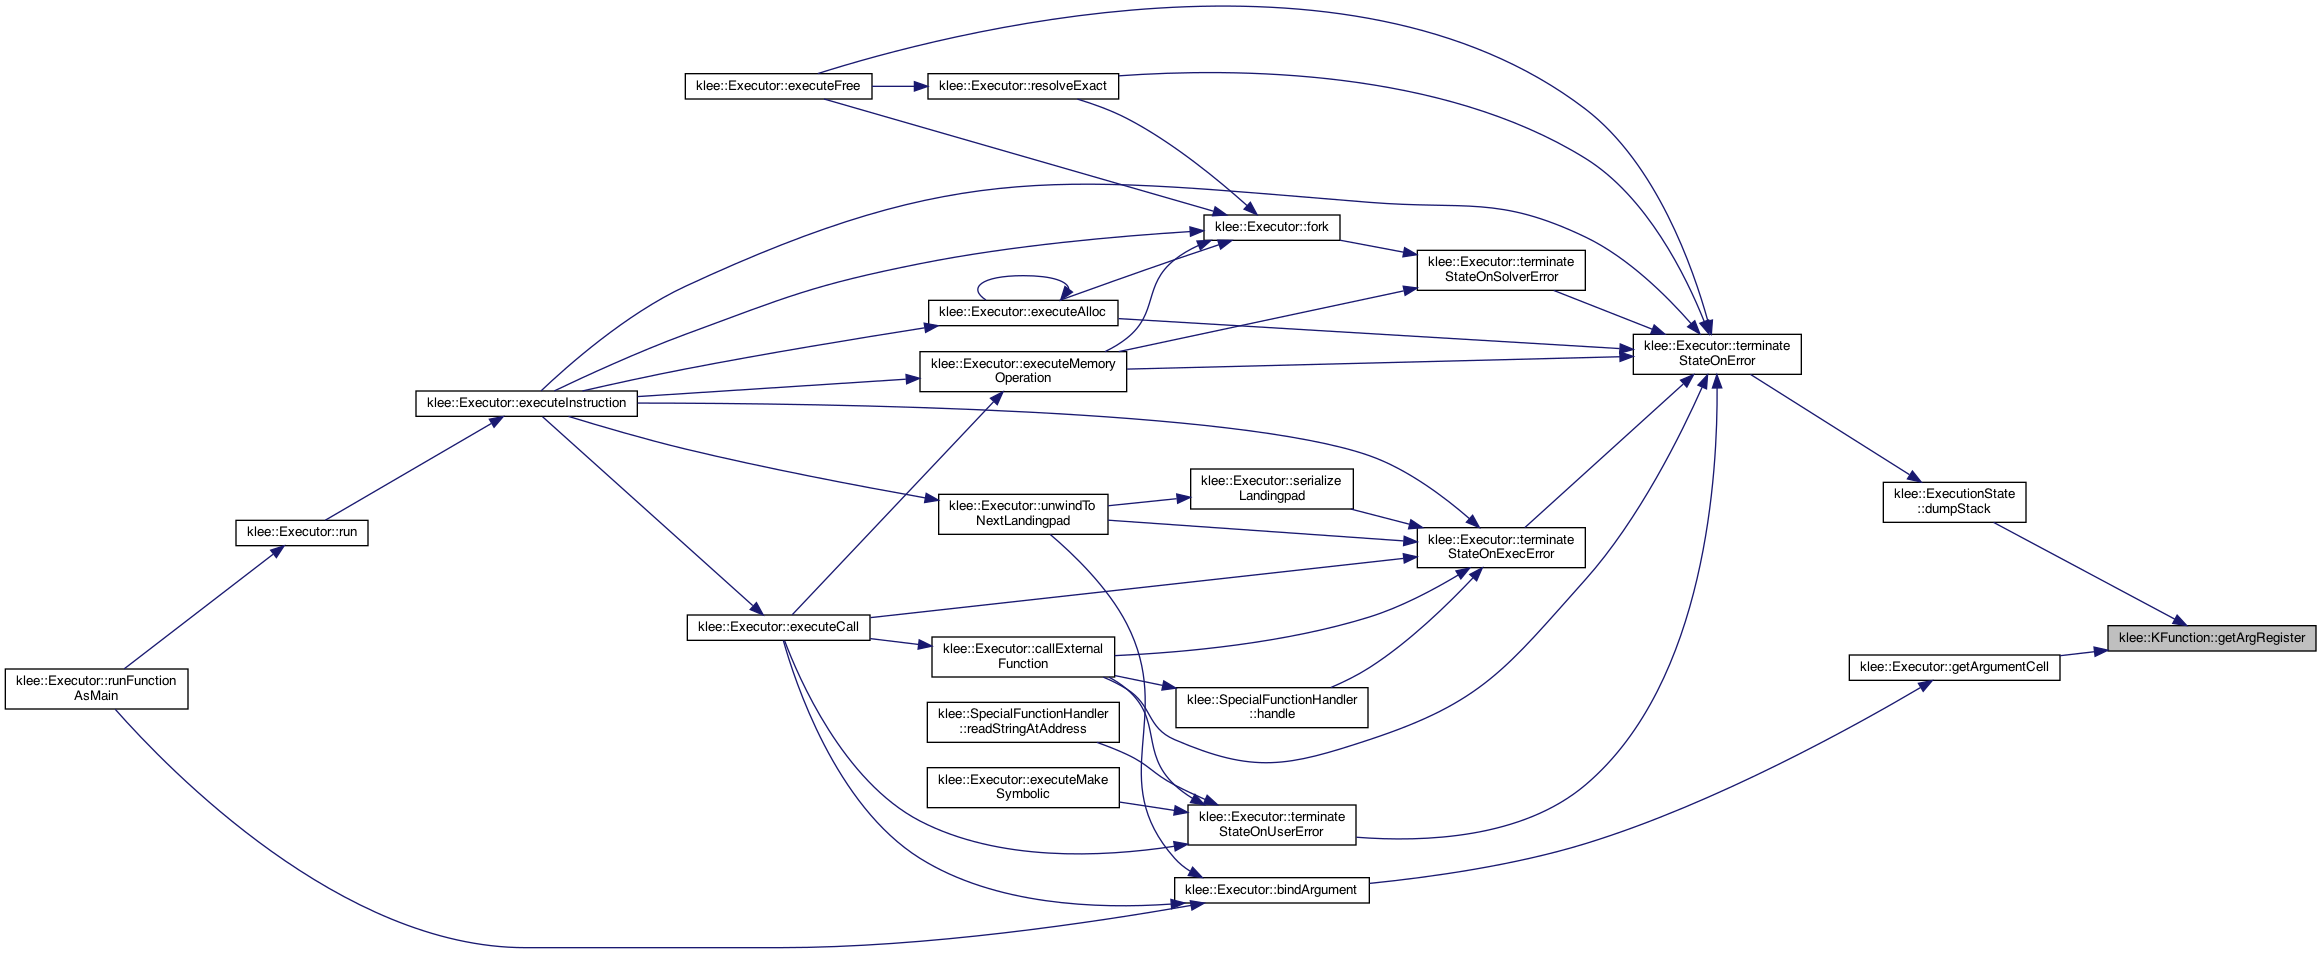 klee::Executor::executeFree
klee::Executor::resolveExact
klee::Executor::fork
klee::Executor::terminate
StateOnSolverError
klee::Executor::executeAlloc
klee::Executor::terminate
StateOnError
klee::Executor::executeMemory
Operation
klee::Executor::executeInstruction
klee::Executor::serialize
Landingpad
klee::ExecutionState
::dumpStack
klee::Executor::unwindTo
NextLandingpad
klee::Executor::run
klee::Executor::terminate
StateOnExecError
klee::Executor::executeCall
klee::KFunction::getArgRegister
klee::Executor::callExternal
Function
klee::Executor::getArgumentCell
klee::Executor::runFunction
AsMain
klee::SpecialFunctionHandler
::handle
klee::SpecialFunctionHandler
::readStringAtAddress
klee::Executor::executeMake
Symbolic
klee::Executor::terminate
StateOnUserError
klee::Executor::bindArgument